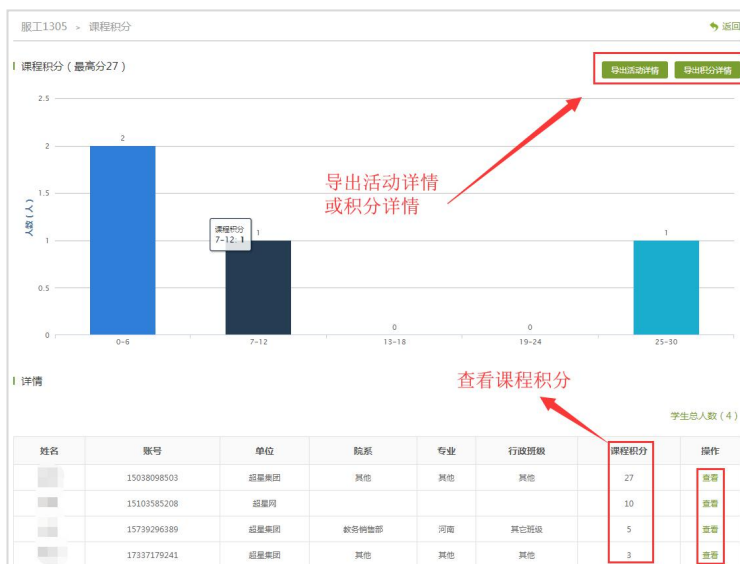 服工1305 > 课程积分 返回
课程积分 ( 最高分27 ) 导出活动详情 导出积分详情
2.5
2
1.5
1
0.5
0
人数 ( 人 )
2
1
0
0
1
课程积分
7-12: 1
导出活动详情
或积分详情
0-6 7-12 13-18 19-24 25-30
详情
查看课程积分
学生总人数 ( 4 )
姓名 账号 单位 院系 专业 行政班级 课程积分 操作
15038098503 超星集团 其他 其他 其他 27 查看
15103585208 超星网 10 查看
15739296389 超星集团 教务销售部 河南 其它班级 5 查看
17337179241 超星集团 其他 其他 其他 3 查看